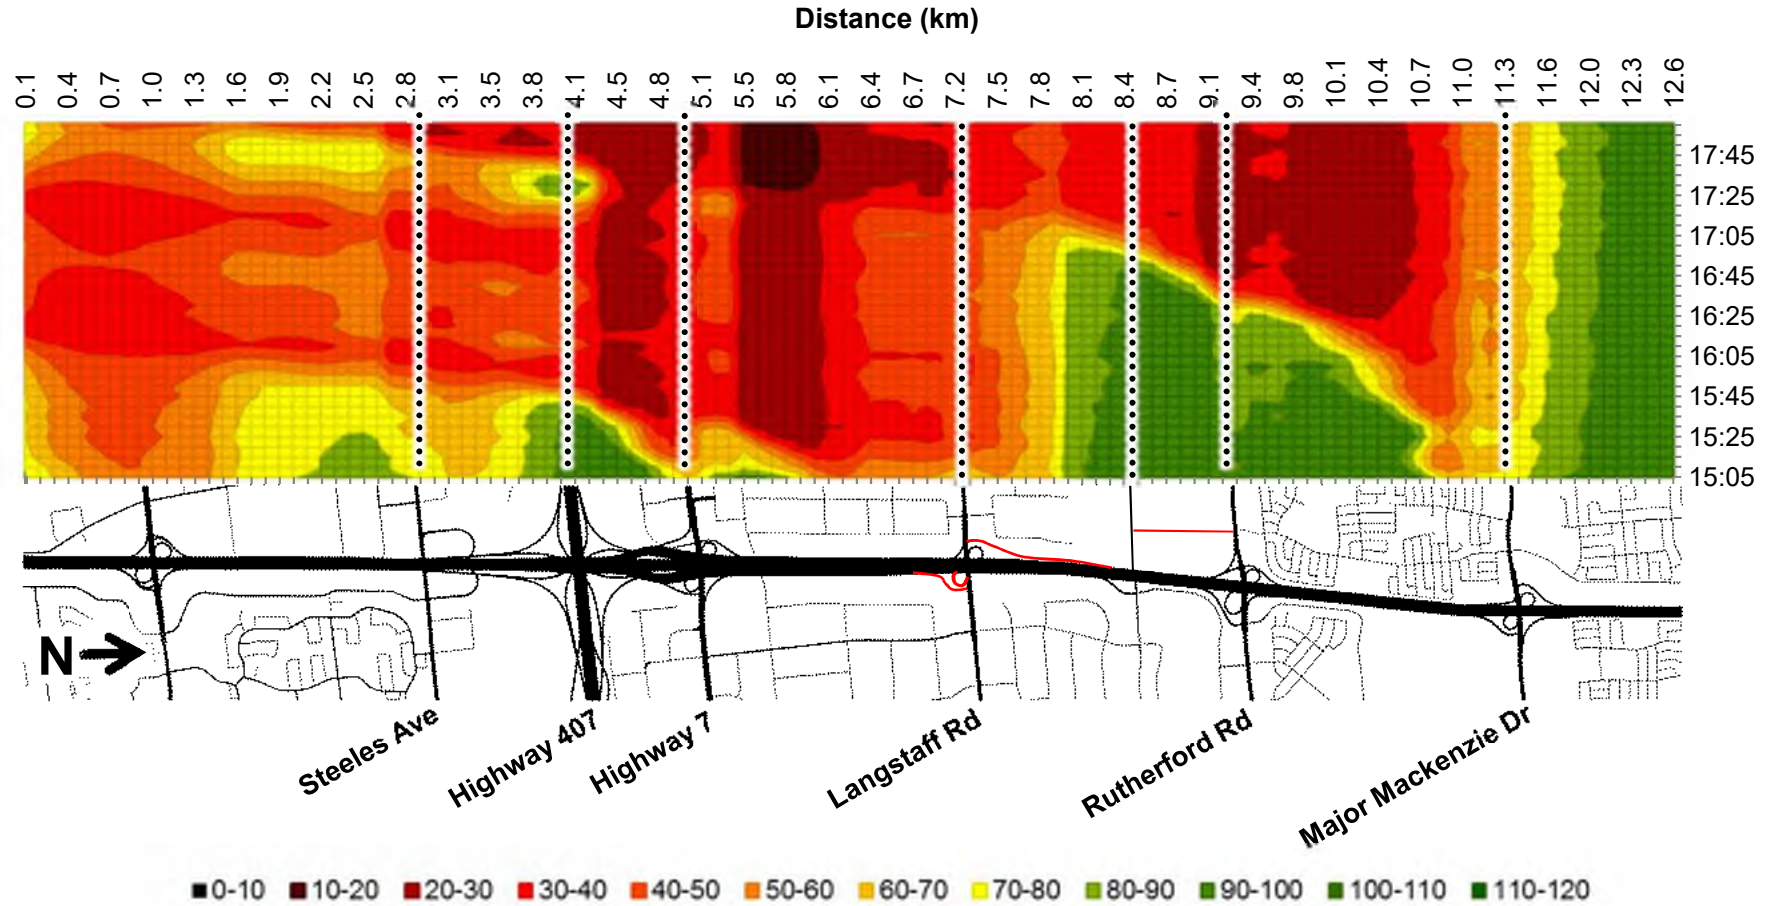 Distance (km)
0.1 0.4 0.7 1.0 1.3 1.6 1.9 2.2 2.5 2.8 3.1 3.5 3.8 4.1 4.5 4.8 5.1 5.5 5.8 6.1 6.4 6.7 7.2 7.5 7.8 8.1 8.4 8.7 9.1 9.4 9.8 10.1 10.4 10.7 11.0 11.3 11.6 12.0 12.3 12.6
17:45
17:25
17:05
16:45
16:25
16:05
15:45
15:25
15:05
N
Steeles Ave
Highway 407
Highway 7
Langstaff Rd
Rutherford Rd
Major Mackenzie Dr
0-10 10-20 20-30 30-40 40-50 50-60 60-70 70-80 80-90 90-100 100-110 110-120